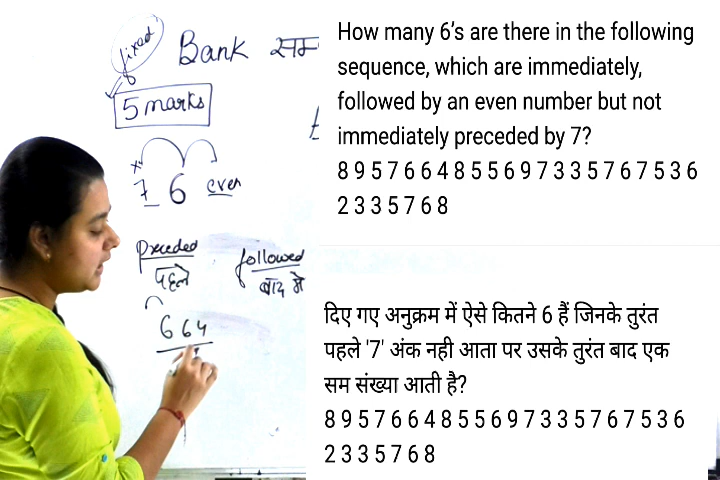 fixed
Bank सम
5 marks
x
7 6 even
preceded
पहले
followed
बाद मे
6 6 4
How many 6's are there in the following
sequence, which are immediately,
followed by an even number but not
immediately preceded by 7?
8 9 5 7 6 6 4 8 5 5 6 9 7 3 3 5 7 6 7 5 3 6
2 3 3 5 7 6 8
दिए गए अनुक्रम में ऐसे कितने 6 हैं जिनके तुरंत
पहले '7' अंक नही आता पर उसके तुरंत बाद एक
सम संख्या आती है?
8 9 5 7 6 6 4 8 5 5 6 9 7 3 3 5 7 6 7 5 3 6
2 3 3 5 7 6 8